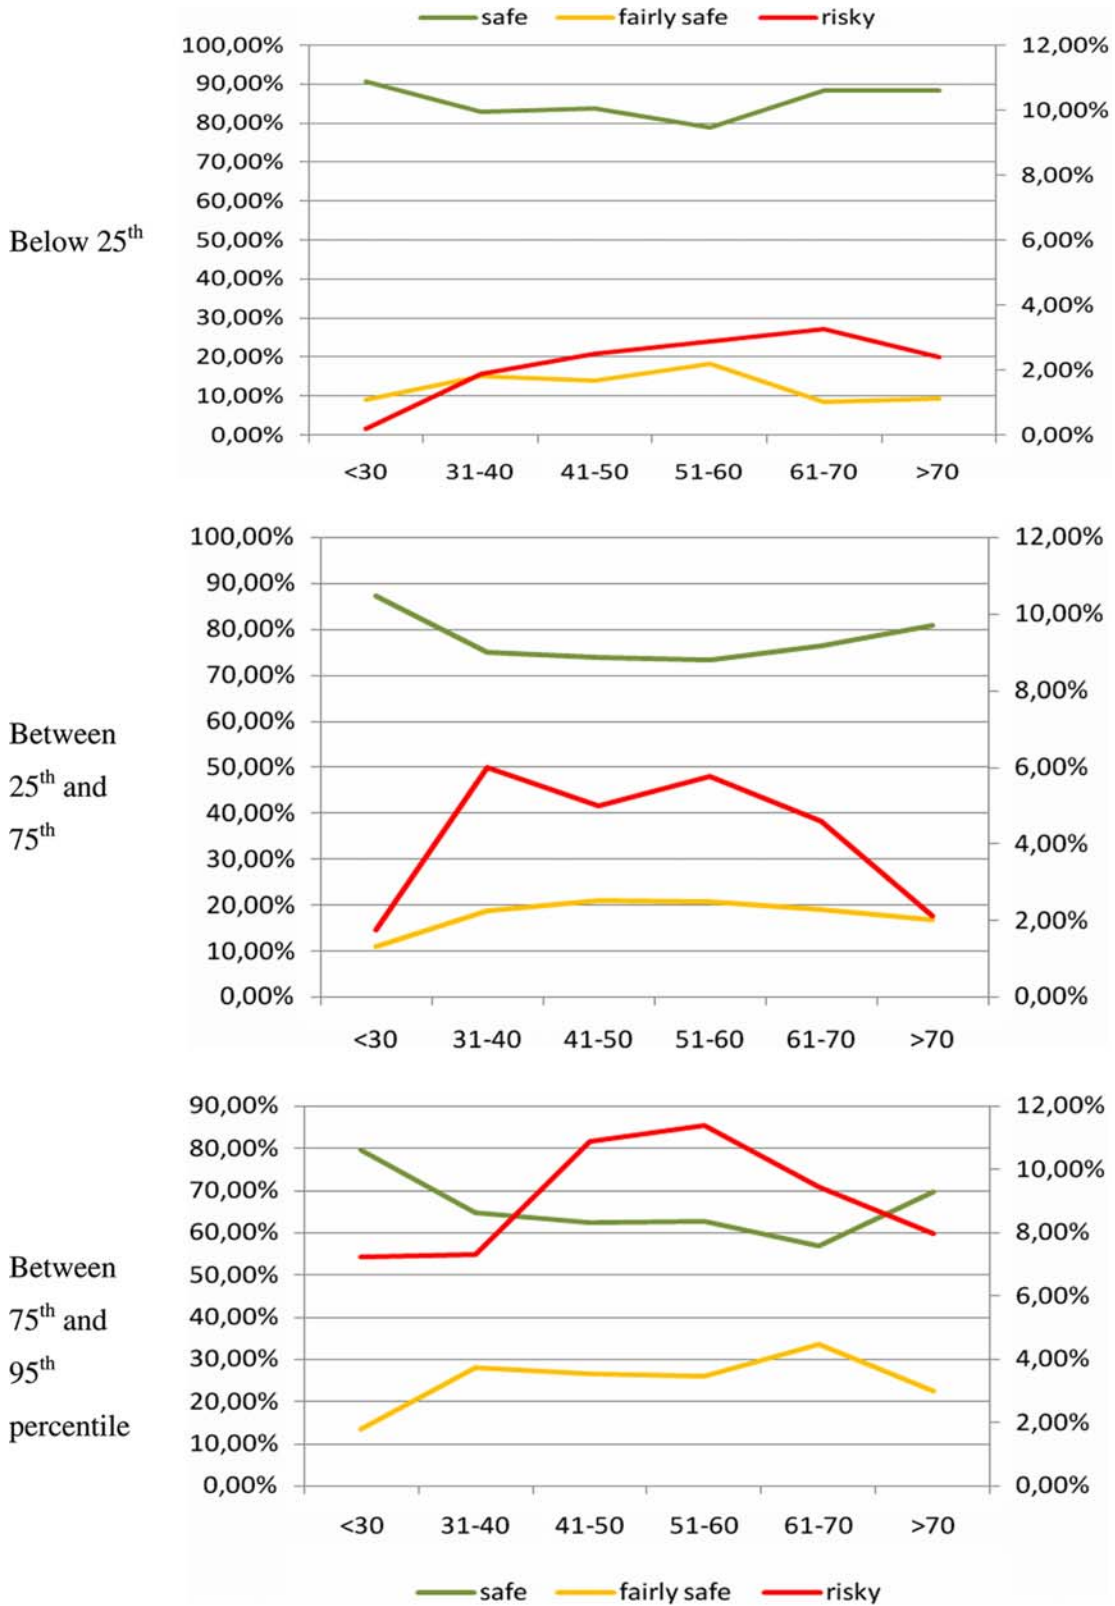 safe fairly safe risky
100,00% 12,00%
90,00%
80,00% 10,00%
70,00% 8,00%
60,00%
Below 25th 50,00% 6,00%
40,00%
30,00% 4,00%
20,00% 2,00%
10,00%
0,00% 0,00%
<30 31-40 41-50 51-60 61-70 >70
100,00% 12,00%
90,00%
80,00% 10,00%
70,00%
60,00% 8,00%
Between
50,00% 6,00%
25th and
40,00%
75th
30,00% 4,00%
20,00% 2,00%
10,00%
0,00% 0,00%
<30 31-40 41-50 51-60 61-70 >70
90,00% 12,00%
80,00%
70,00% 10,00%
60,00% 8,00%
Between
50,00% 6,00%
75th and
40,00%
95th
30,00% 4,00%
percentile
20,00% 2,00%
10,00%
0,00% 0,00%
<30 31-40 41-50 51-60 61-70 >70
safe fairly safe risky